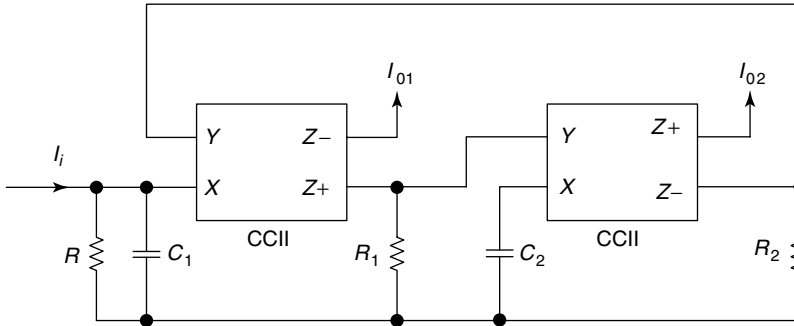 I01
I02
Y
Z−
Y
Z+
Ii
X
Z+
X
Z−
CCII
CCII
R
C1
R1
C2
R2